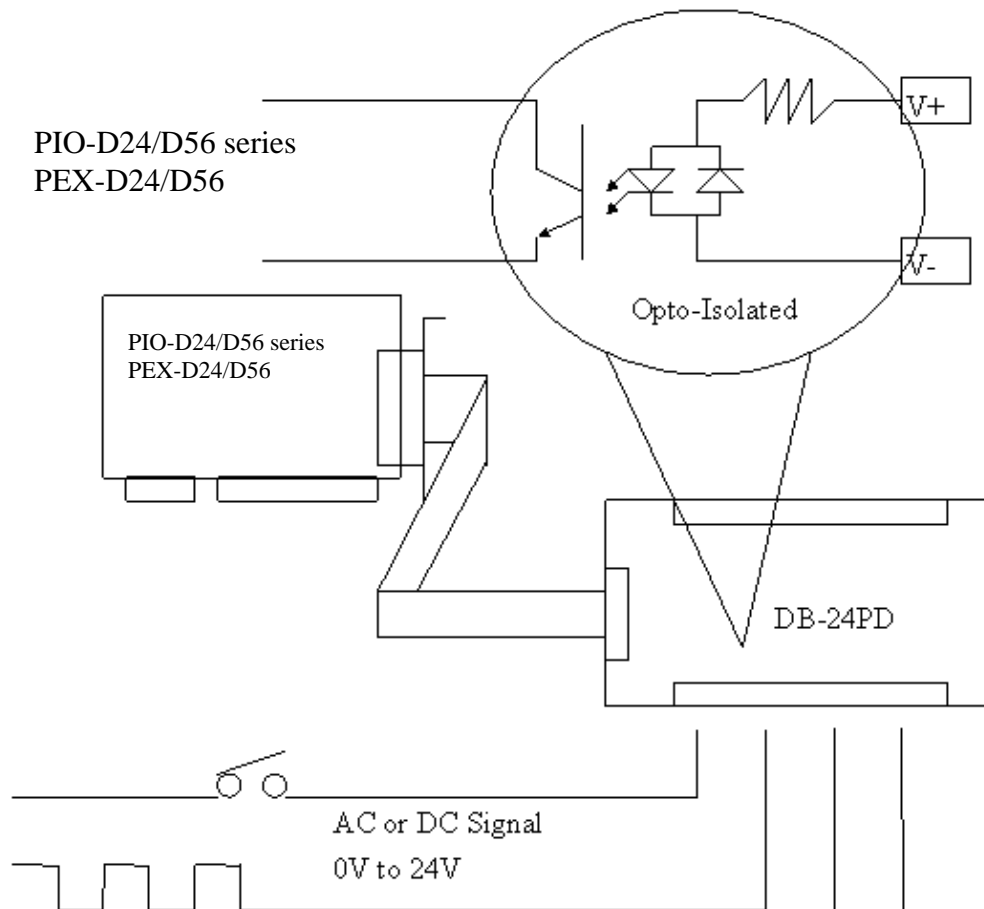 V+
PIO-D24/D56 series
PEX-D24/D56
V-
Opto-Isolated
PIO-D24/D56 series
PEX-D24/D56
DB-24PD
AC or DC Signal
0V to 24V